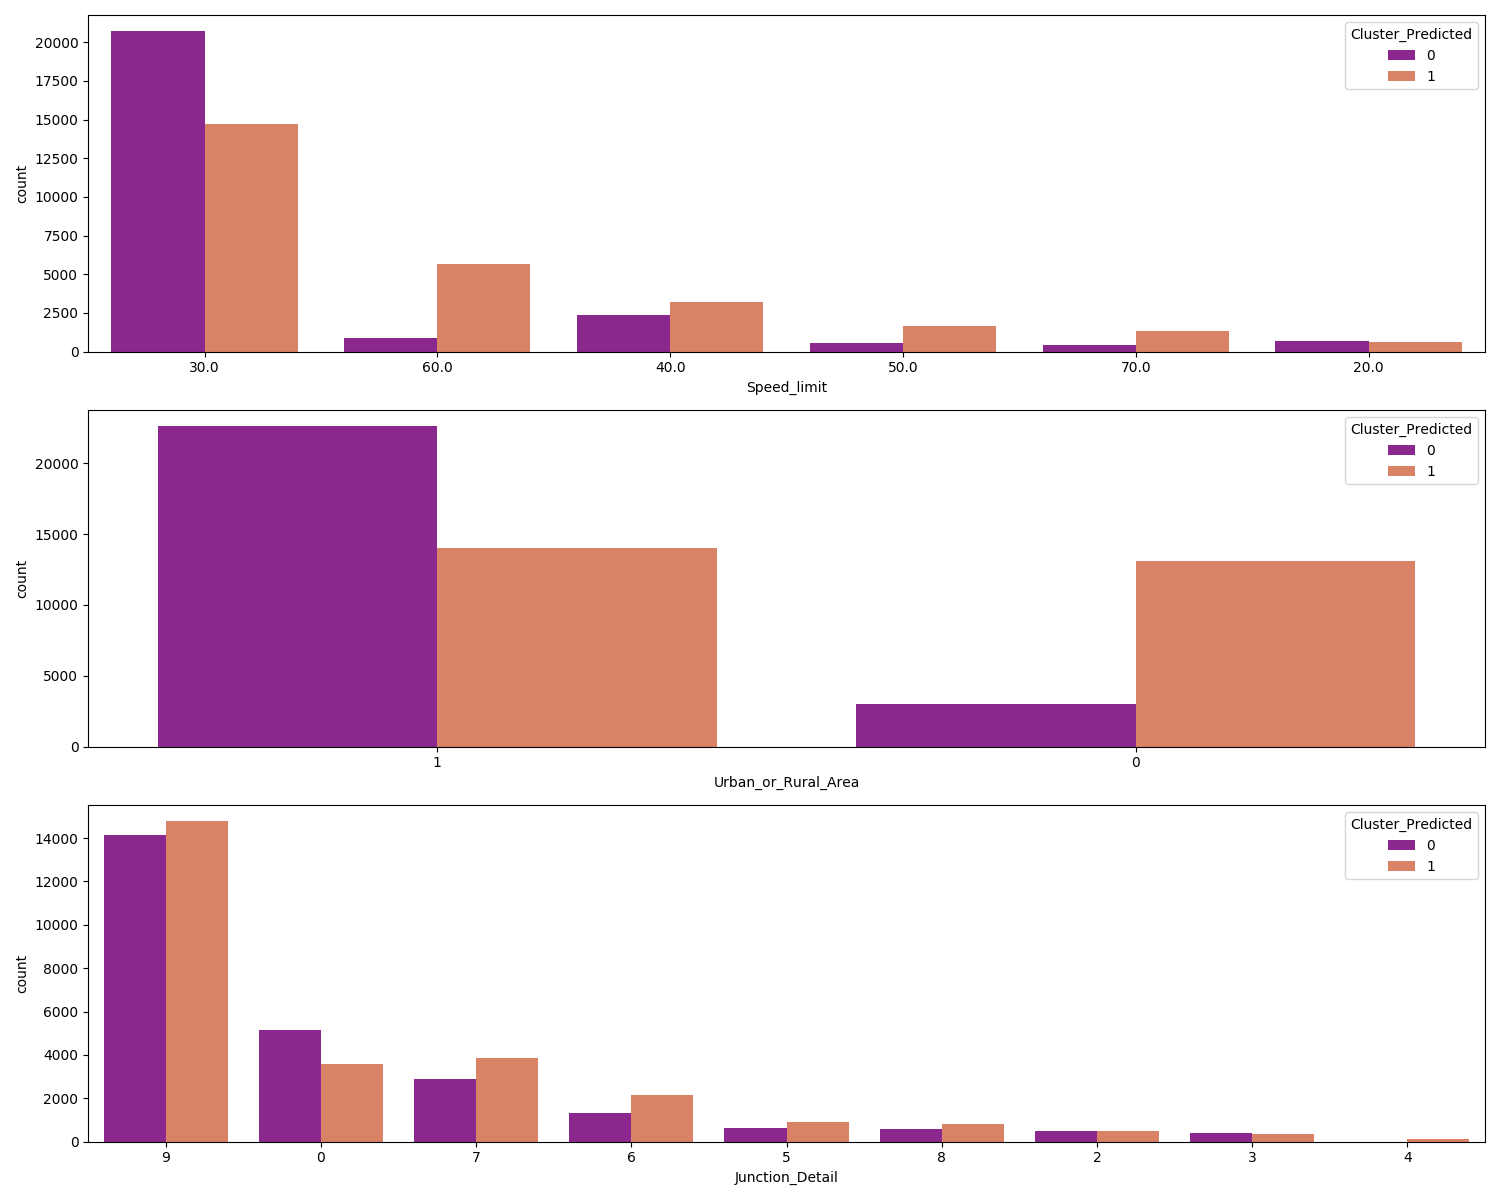 20000
17500
15000
12500
10000
7500
5000
2500
0
count
30.0 60.0 40.0 50.0 70.0 20.0
Speed_limit
Cluster_Predicted
0
1
20000
15000
10000
5000
0
count
1 0
Urban_or_Rural_Area
Cluster_Predicted
0
1
14000
12000
10000
8000
6000
4000
2000
0
count
9 0 7 6 5 8 2 3 4
Junction_Detail
Cluster_Predicted
0
1